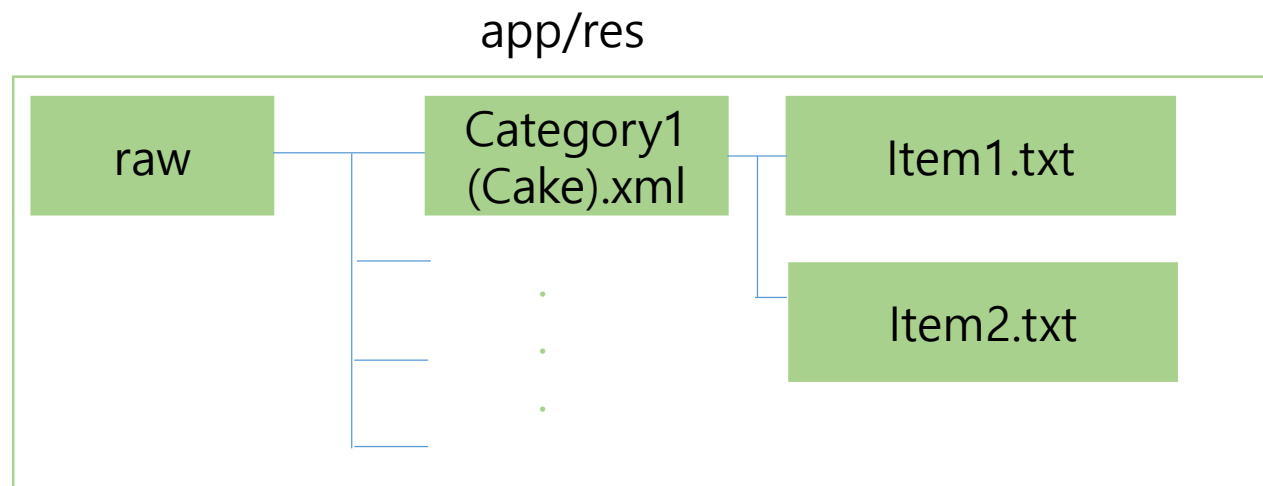 app/res
raw
Category1
(Cake).xml
Item1.txt
Item2.txt